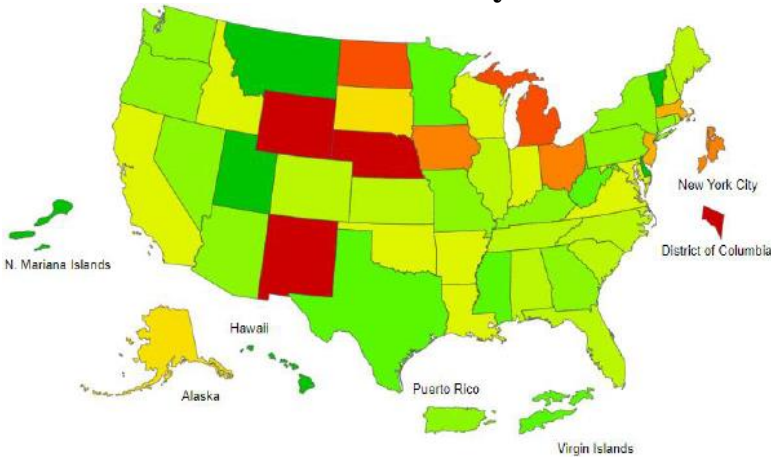 New York City
District of Columbia
N. Mariana Islands
Hawaii
Alaska
Puerto Rico
Virgin Islands